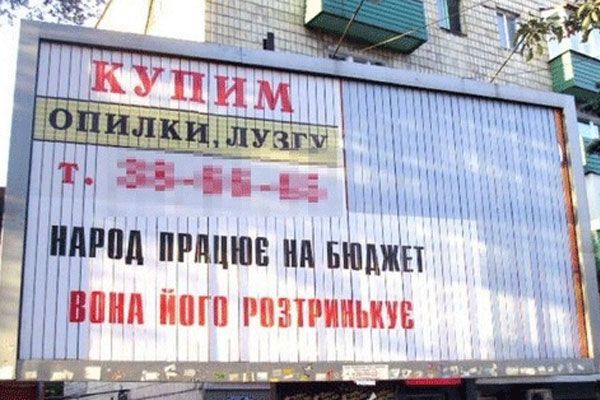 КУПИМ
ОПИЛКИ, ЛУЗГУ
т.
НАРОД ПРАЦЮЄ НА БЮДЖЕТ
ВОНА ЙОГО РОЗТРИНЬКУЄ